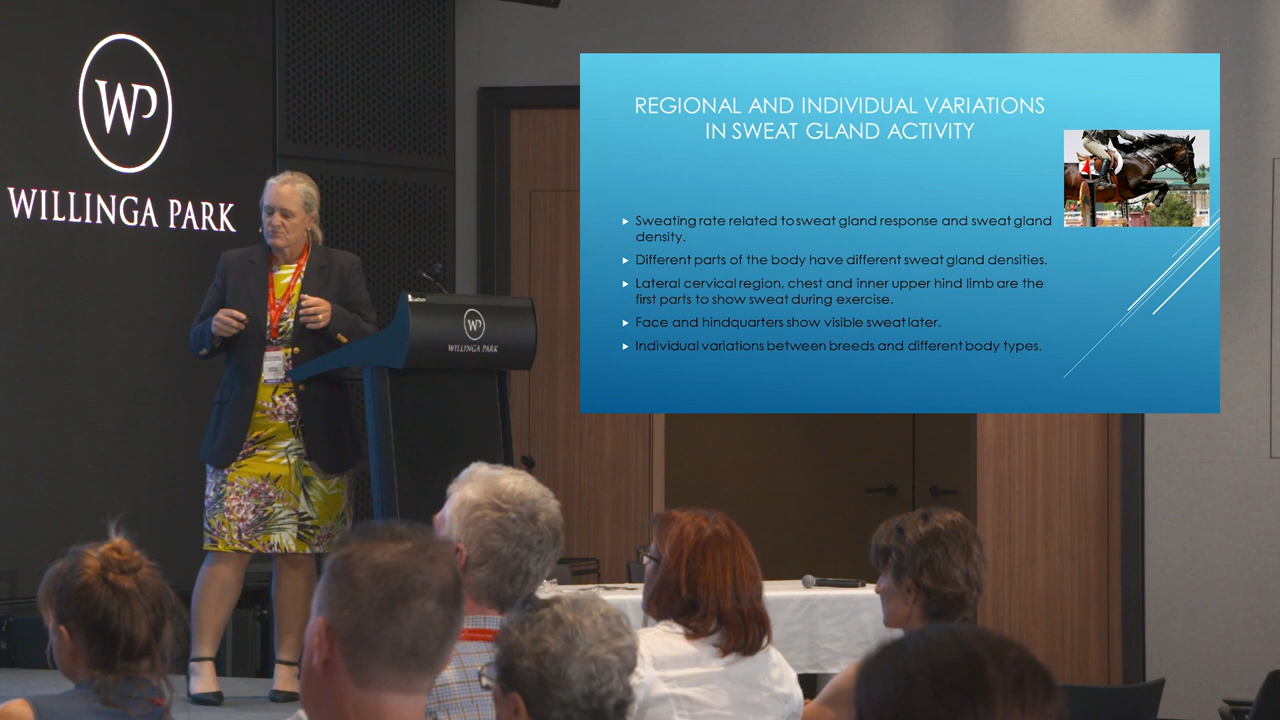 WP
WILLINGA PARK
WP
WILLINGA PARK
REGIONAL AND INDIVIDUAL VARIATIONS
IN SWEAT GLAND ACTIVITY
Sweating rate related to sweat gland response and sweat gland
density.
Different parts of the body have different sweat gland densities.
Lateral cervical region, chest and inner upper hind limb are the
first parts to show sweat during exercise.
Face and hindquarters show visible sweat later.
Individual variations between breeds and different body types.